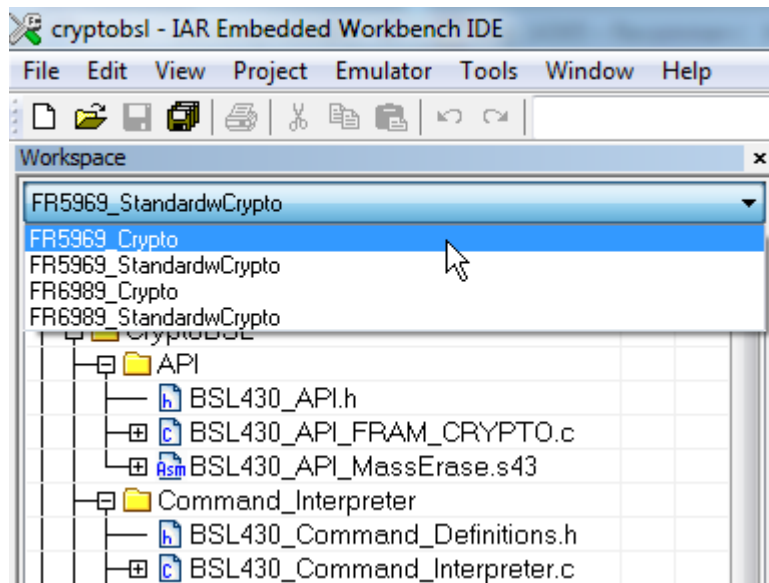 cryptobsl - IAR Embedded Workbench IDE
File Edit View Project Emulator Tools Window Help
Workspace
FR5969_StandardwCrypto
FR5969_Crypto
FR5969_StandardwCrypto
FR6989_Crypto
FR6989_StandardwCrypto
CryptoBSL
API
BSL430_API.h
BSL430_API_FRAM_CRYPTO.c
BSL430_API_MassErase.s43
Command_Interpreter
BSL430_Command_Definitions.h
BSL430_Command_Interpreter.c